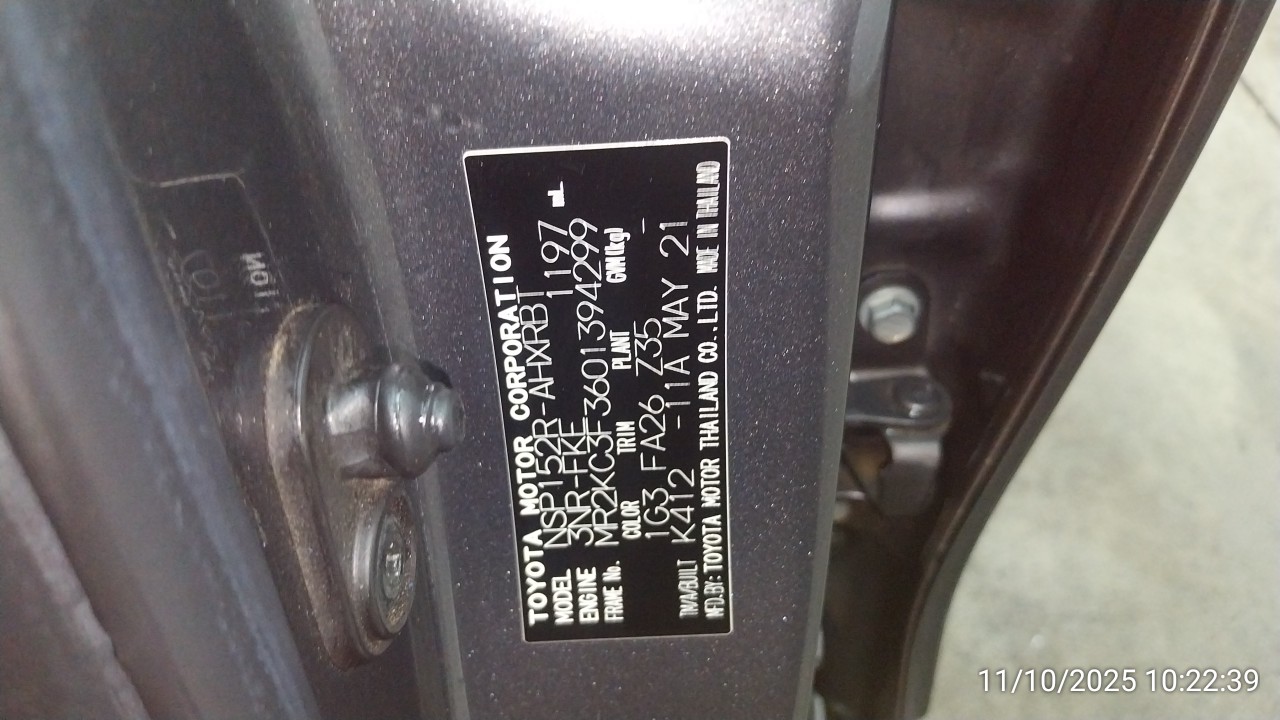 TOYOTA MOTOR CORPORATION
MODEL NSP152R-AHXRBT
ENGINE 3NR-FKE 1197 mL
FRAME No. MR2KC3F3601394299
COLOR TRIM PLANT GVM(kg)
1G3 FA26 Z35 -
TM/A/BUILT K412 -11A MAY 21
MFD.BY: TOYOTA MOTOR THAILAND CO.,LTD. MADE IN THAILAND
11/10/2025 10:22:39